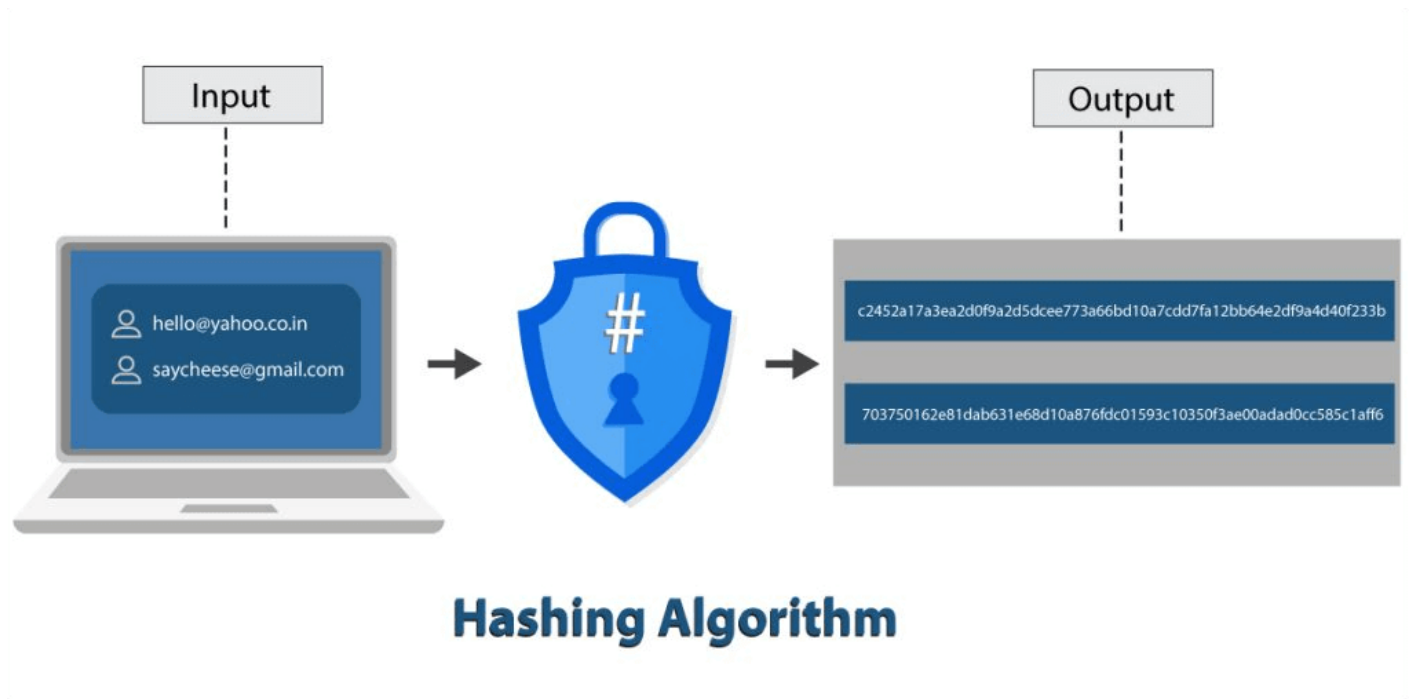 Input
Output
hello@yahoo.co.in
saycheese@gmail.com
#
c2452a17a3ea2d0f9a2d5dcee773a66bd10a7cdd7fa12bb64e2df9a4d40f233b
703750162e81dab631e68d10a876fdc01593c10350f3ae00adad0cc585c1aff6
Hashing Algorithm